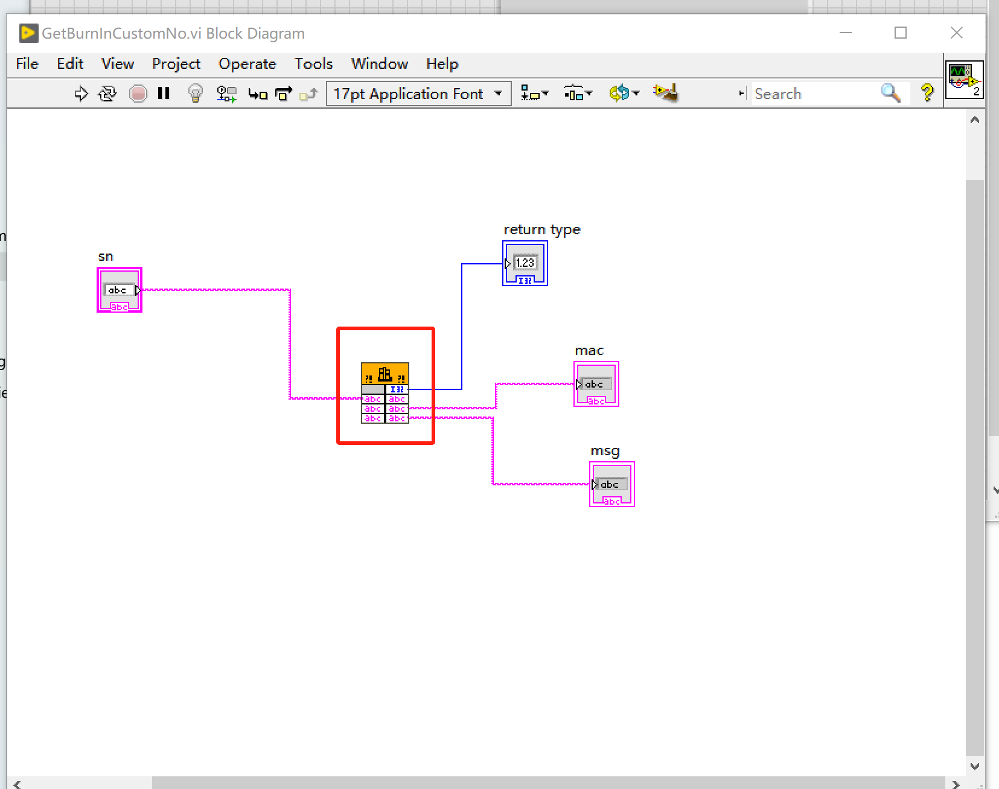 GetBurnInCustomNo.vi Block Diagram
File Edit View Project Operate Tools Window Help
17pt Application Font
Search
?
2
return type
1.23
I32
sn
abc
abc
?! ?!
I32
abc abc
abc abc
abc abc
mac
abc
abc
msg
abc
abc